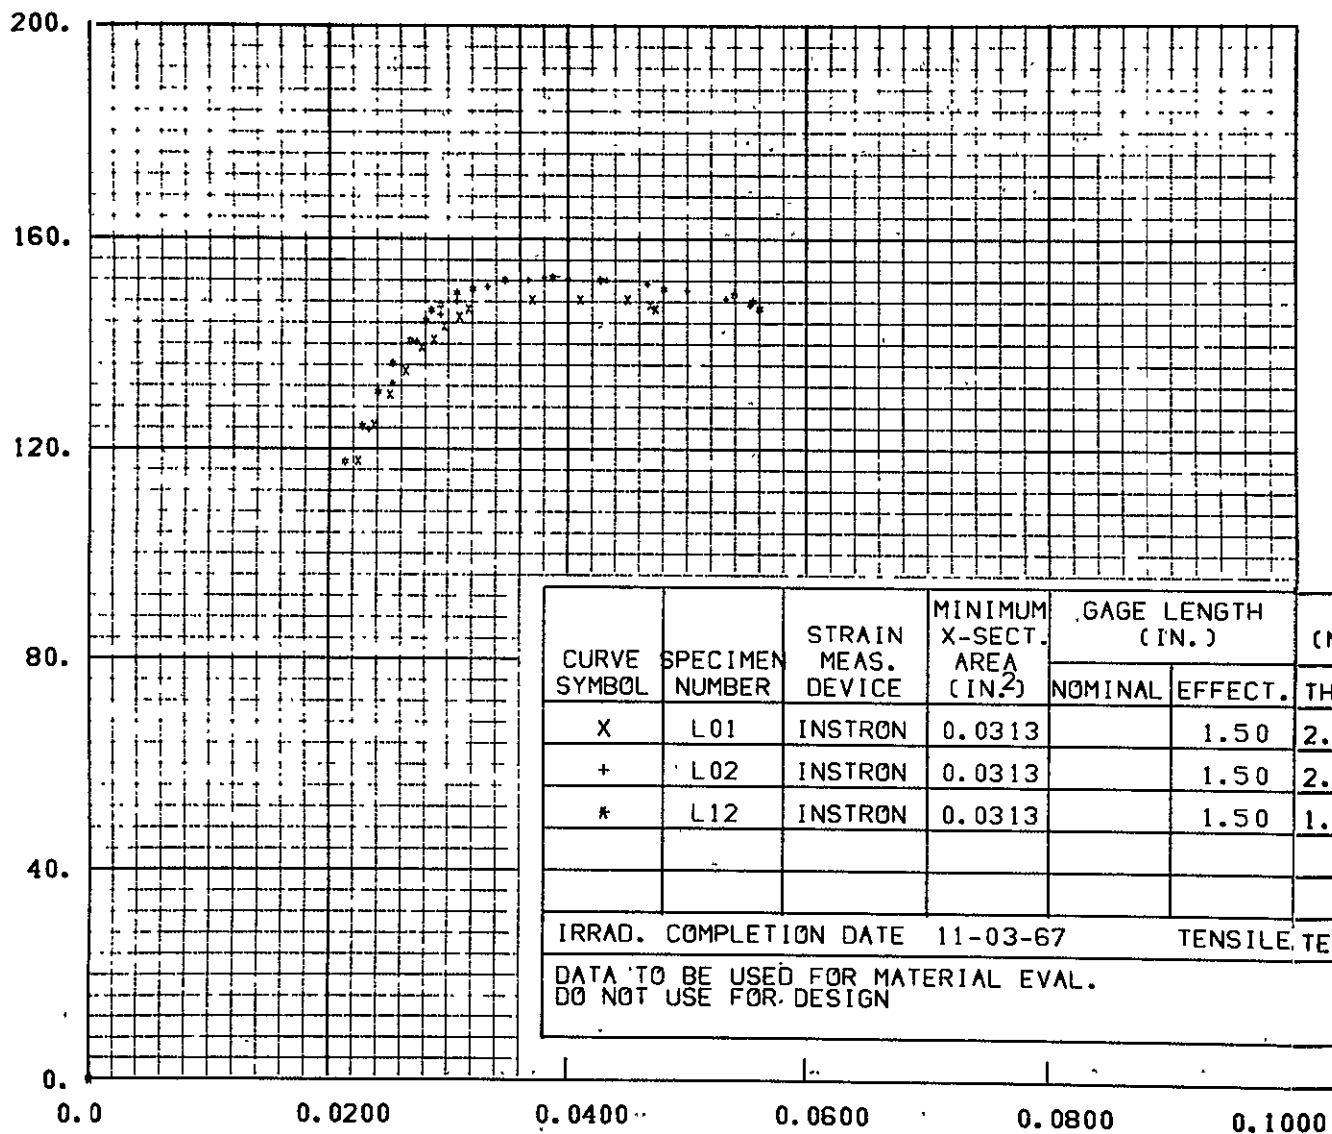 200.
160.
120.
80.
40.
0.
0.0 0.0200 0.0400 0.0600 0.0800 0.1000
CURVE SYMBOL SPECIMEN NUMBER STRAIN MEAS. DEVICE MINIMUM X-SECT. AREA (IN.2) GAGE LENGTH (IN.)
NOMINAL EFFECT. TH
X L01 INSTRON 0.0313 1.50 2.
+ L02 INSTRON 0.0313 1.50 2.
* L12 INSTRON 0.0313 1.50 1.
IRRAD. COMPLETION DATE 11-03-67 TENSILE TE
DATA TO BE USED FOR MATERIAL EVAL.
DO NOT USE FOR DESIGN